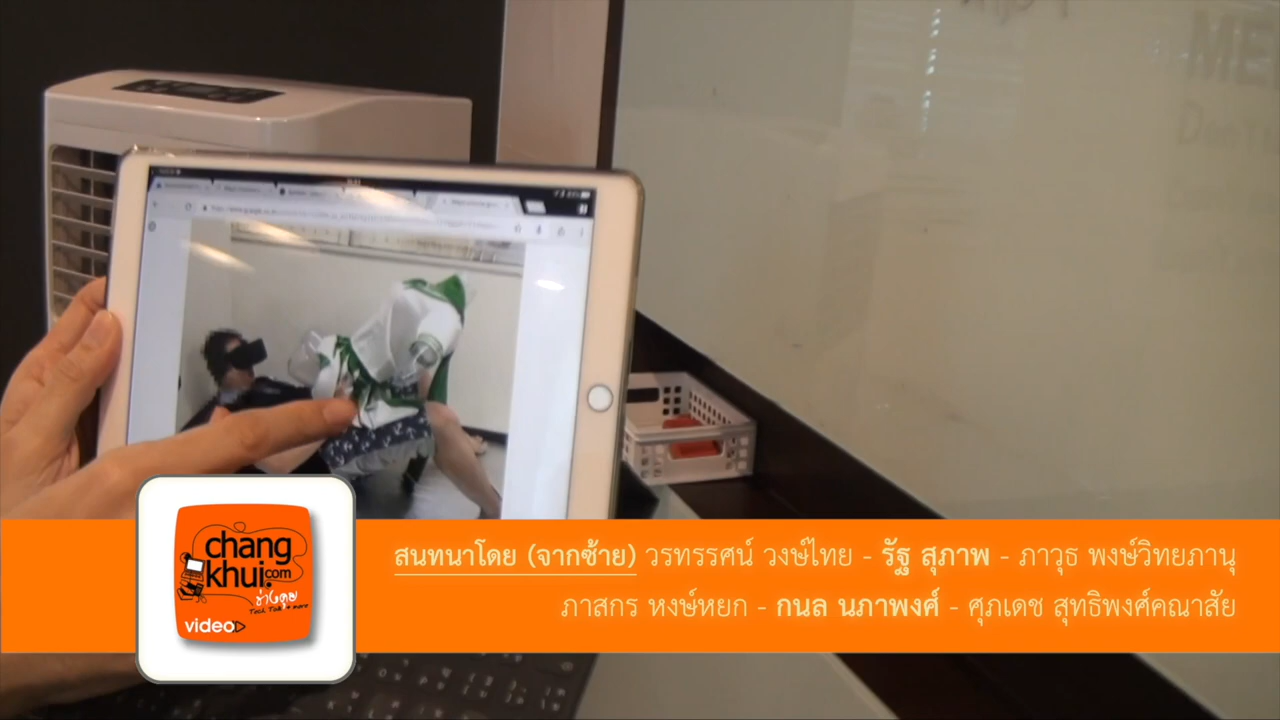 ME
chang
khui.com
ช่างคุย
Tech, Talk + more
video
สนทนาโดย (จากซ้าย) วรทรรศน์ วงษ์ไทย - รัฐ สุภาพ - ภาวุธ พงษ์วิทยภานุ
ภาสกร หงษ์หยก - กนล นภาพงศ์ - ศุภเดช สุทธิพงศ์คณาสัย